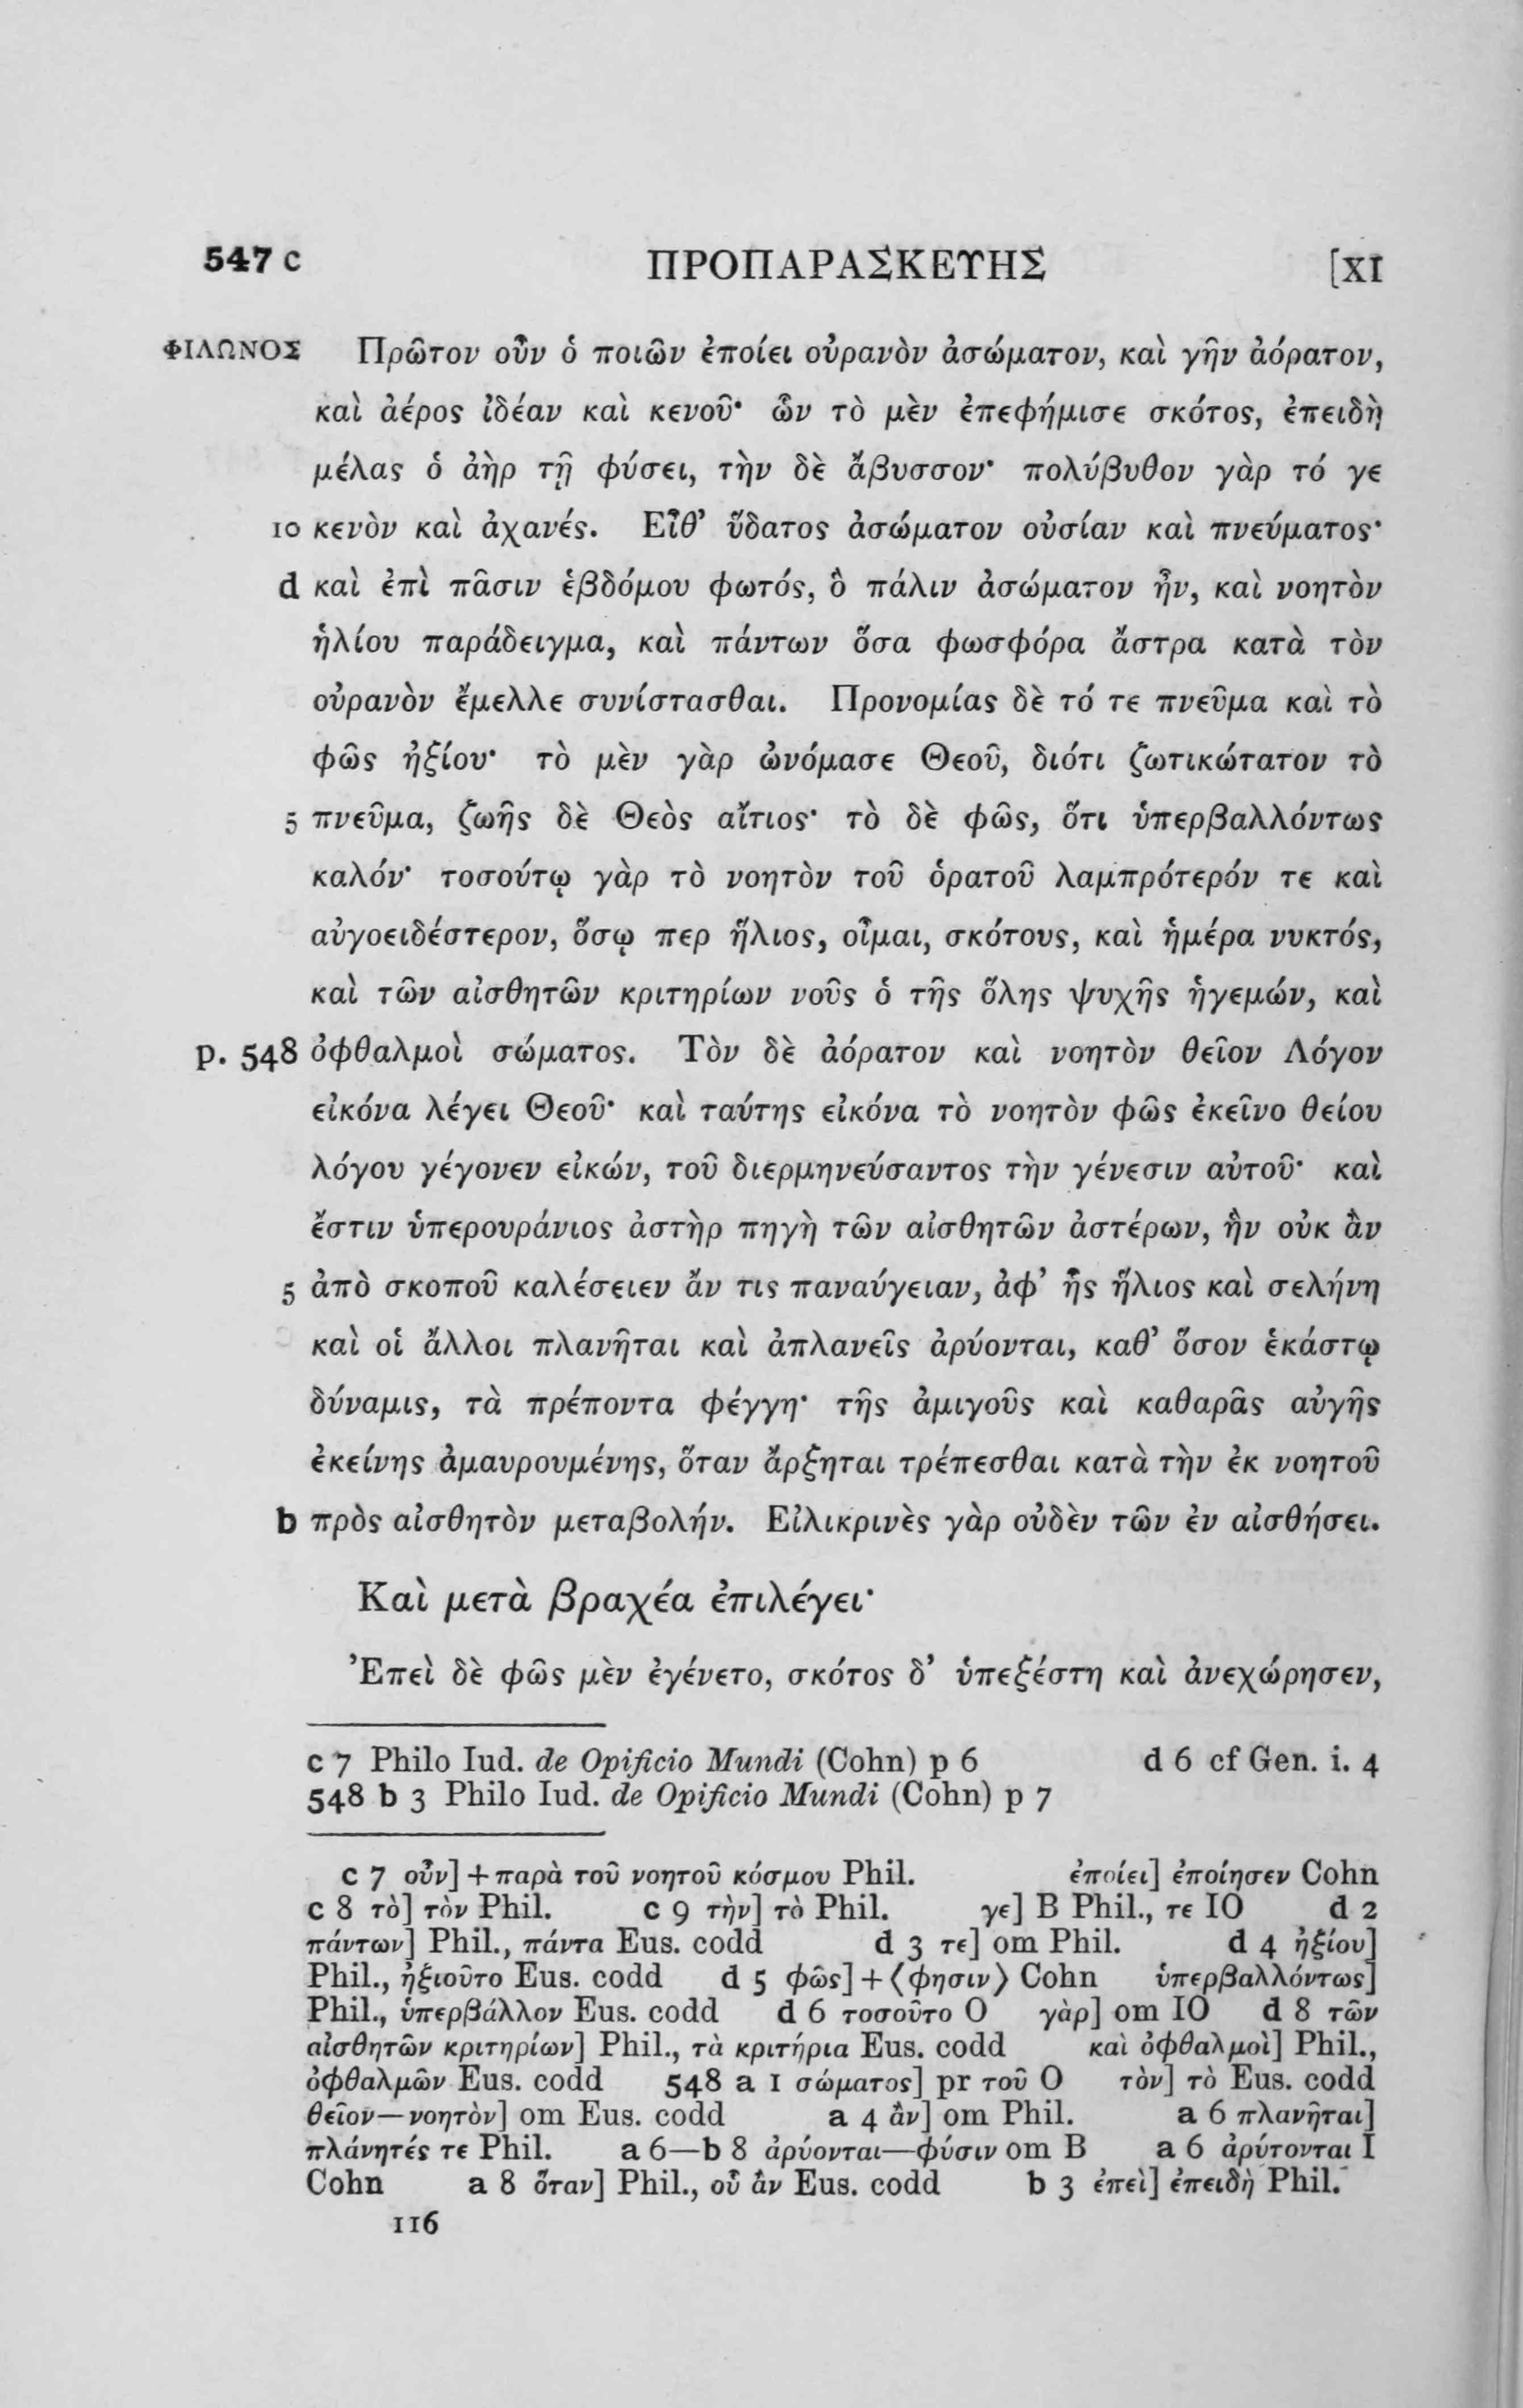 547 c ΠΡΟΠΑΡΑΣΚΕΥΗΣ [XI
ΦΙΛΩΝΟΣ Πρῶτον οὖν ὁ ποιῶν ἐποίει οὐρανὸν ἀσώματον, καὶ γῆν ἀόρατον,
καὶ ἀέρος ἰδέαν καὶ κενοῦ· ὧν τὸ μὲν ἐπεφήμισε σκότος, ἐπειδὴ
μέλας ὁ ἀὴρ τῇ φύσει, τὴν δὲ ἄβυσσον· πολύβυθον γὰρ τό γε
10 κενὸν καὶ ἀχανές. Εἶθ’ ὕδατος ἀσώματον οὐσίαν καὶ πνεύματος·
d καὶ ἐπὶ πᾶσιν ἑβδόμου φωτός, ὃ πάλιν ἀσώματον ἦν, καὶ νοητὸν
ἡλίου παράδειγμα, καὶ πάντων ὅσα φωσφόρα ἄστρα κατὰ τὸν
οὐρανὸν ἔμελλε συνίστασθαι. Προνομίας δὲ τό τε πνεῦμα καὶ τὸ
φῶς ἠξίου· τὸ μὲν γὰρ ὠνόμασε Θεοῦ, διότι ζωτικώτατον τὸ
5 πνεῦμα, ζωῆς δὲ Θεὸς αἴτιος· τὸ δὲ φῶς, ὅτι ὑπερβαλλόντως
καλόν· τοσούτῳ γὰρ τὸ νοητὸν τοῦ ὁρατοῦ λαμπρότερόν τε καὶ
αὐγοειδέστερον, ὅσῳ περ ἥλιος, οἶμαι, σκότους, καὶ ἡμέρα νυκτός,
καὶ τῶν αἰσθητῶν κριτηρίων νοῦς ὁ τῆς ὅλης ψυχῆς ἡγεμών, καὶ
p. 548 ὀφθαλμοὶ σώματος. Τὸν δὲ ἀόρατον καὶ νοητὸν θεῖον Λόγον
εἰκόνα λέγει Θεοῦ· καὶ ταύτης εἰκόνα τὸ νοητὸν φῶς ἐκεῖνο θείου
λόγου γέγονεν εἰκών, τοῦ διερμηνεύσαντος τὴν γένεσιν αὐτοῦ· καὶ
ἔστιν ὑπερουράνιος ἀστὴρ πηγὴ τῶν αἰσθητῶν ἀστέρων, ἣν οὐκ ἂν
5 ἀπὸ σκοποῦ καλέσειεν ἄν τις παναύγειαν, ἀφ’ ἧς ἥλιος καὶ σελήνη
καὶ οἱ ἄλλοι πλανῆται καὶ ἀπλανεῖς ἀρύονται, καθ’ ὅσον ἑκάστῳ
δύναμις, τὰ πρέποντα φέγγη· τῆς ἀμιγοῦς καὶ καθαρᾶς αὐγῆς
ἐκείνης ἀμαυρουμένης, ὅταν ἄρξηται τρέπεσθαι κατὰ τὴν ἐκ νοητοῦ
b πρὸς αἰσθητὸν μεταβολήν. Εἰλικρινὲς γὰρ οὐδὲν τῶν ἐν αἰσθήσει.
Καὶ μετὰ βραχέα ἐπιλέγει·
Ἐπεὶ δὲ φῶς μὲν ἐγένετο, σκότος δ’ ὑπεξέστη καὶ ἀνεχώρησεν,
c 7 Philo Iud. de Opificio Mundi (Cohn) p 6 d 6 cf Gen. i. 4
548 b 3 Philo Iud. de Opificio Mundi (Cohn) p 7
c 7 οὖν] + παρὰ τοῦ νοητοῦ κόσμου Phil. ἐποίει] ἐποίησεν Cohn
c 8 τὸ] τὸν Phil. c 9 τὴν] τὸ Phil. γε] B Phil., τε IO d 2
πάντων] Phil., πάντα Eus. codd d 3 τε] om Phil. d 4 ἠξίου]
Phil., ἠξιοῦτο Eus. codd d 5 φῶς] + ⟨φησιν⟩ Cohn ὑπερβαλλόντως]
Phil., ὑπερβάλλον Eus. codd d 6 τοσοῦτο O γὰρ] om IO d 8 τῶν
αἰσθητῶν κριτηρίων] Phil., τὰ κριτήρια Eus. codd καὶ ὀφθαλμοὶ] Phil.,
ὀφθαλμῶν Eus. codd 548 a 1 σώματος] pr τοῦ O τὸν] τὸ Eus. codd
θεῖον—νοητὸν] om Eus. codd a 4 ἂν] om Phil. a 6 πλανῆται]
πλάνητές τε Phil. a 6—b 8 ἀρύονται—φύσιν om B a 6 ἀρύτονται I
Cohn a 8 ὅταν] Phil., οὗ ἂν Eus. codd b 3 ἐπεὶ] ἐπειδὴ Phil.
116